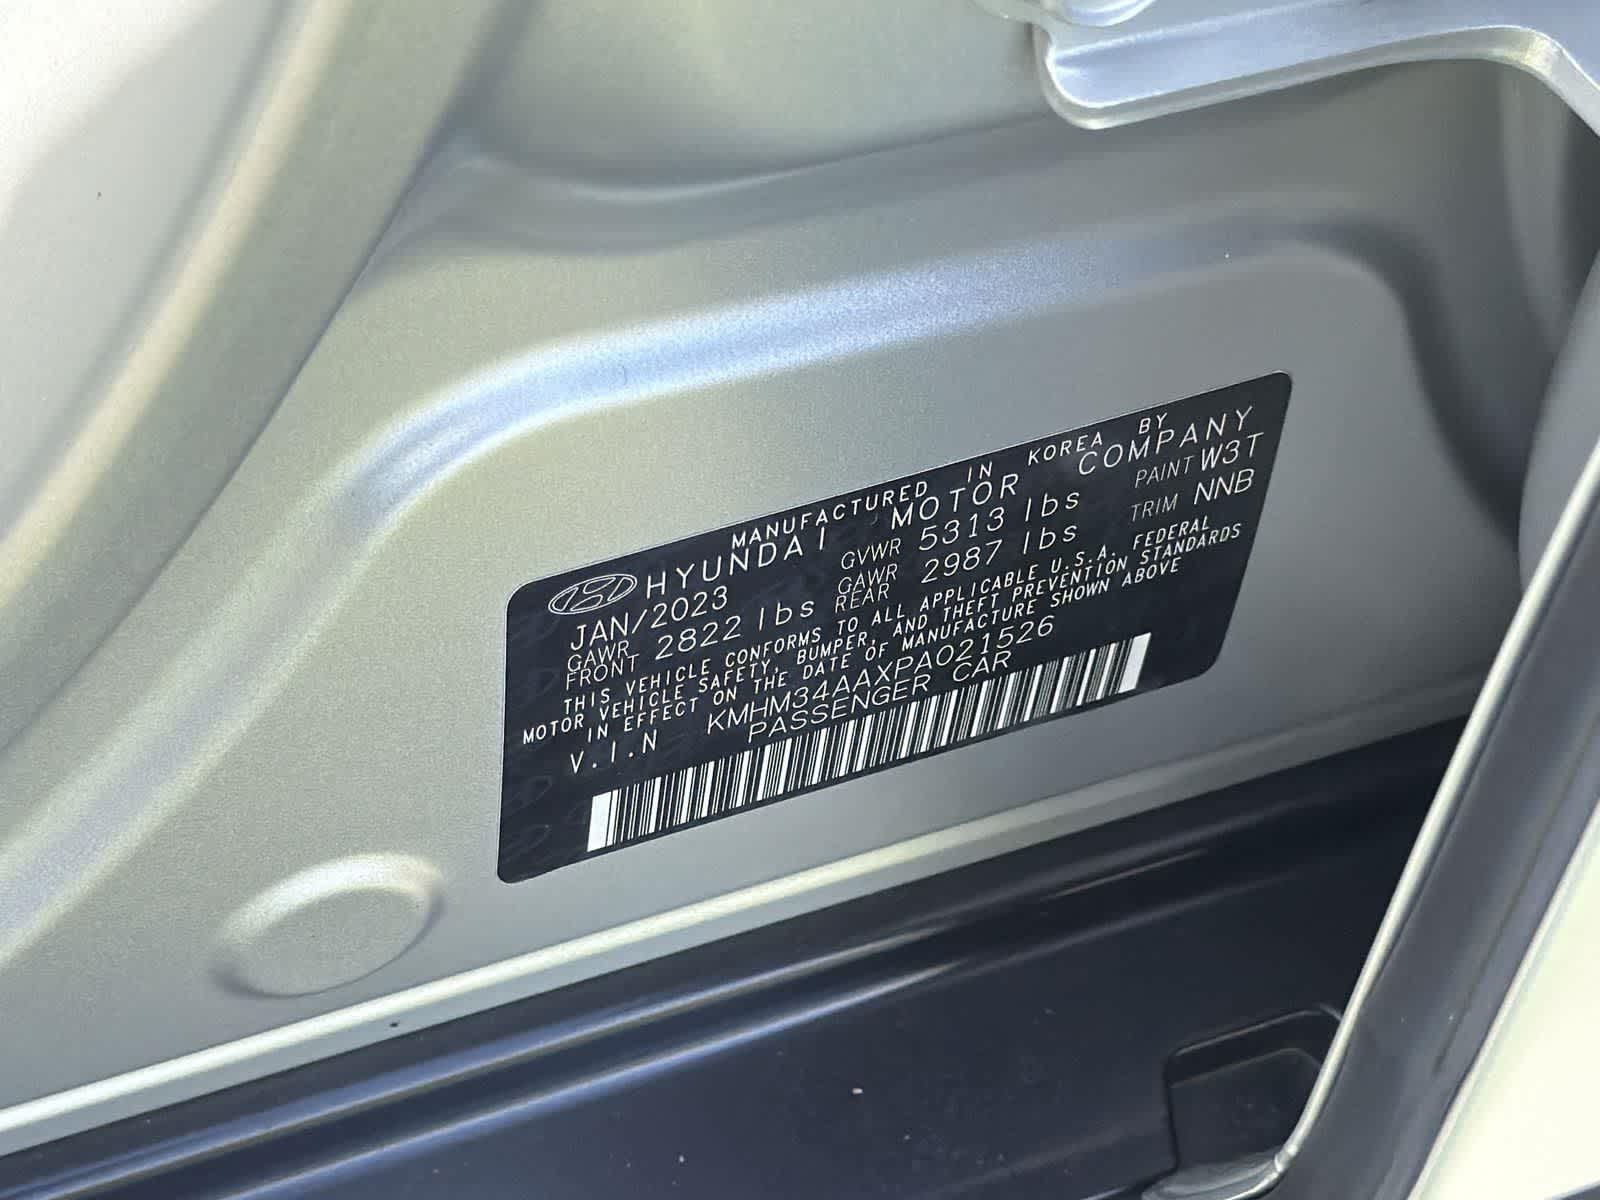 MANUFACTURED IN KOREA BY
HYUNDAI MOTOR COMPANY
JAN/2023 GVWR 5313 lbs PAINT W3T
GAWR FRONT 2822 lbs GAWR REAR 2987 lbs TRIM NNB
THIS VEHICLE CONFORMS TO ALL APPLICABLE U.S.A. FEDERAL
MOTOR VEHICLE SAFETY, BUMPER, AND THEFT PREVENTION STANDARDS
IN EFFECT ON THE DATE OF MANUFACTURE SHOWN ABOVE
V.I.N KMHM34AAXPA021526
PASSENGER CAR